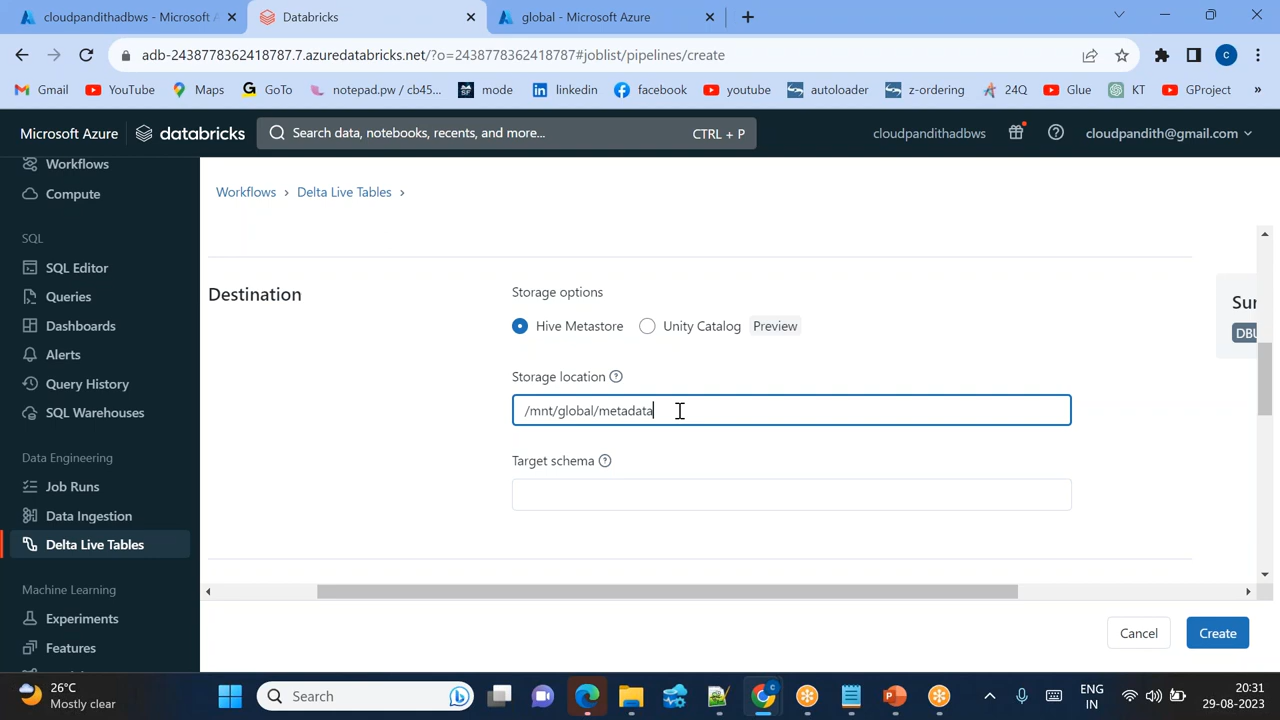 cloudpandithadbws - Microsoft A
Databricks
global - Microsoft Azure
adb-2438778362418787.7.azuredatabricks.net/?o=2438778362418787#joblist/pipelines/create
C
Gmail
YouTube
Maps
GoTo
notepad.pw / cb45...
mode
linkedin
facebook
youtube
autoloader
z-ordering
24Q
Glue
KT
GProject
»
Microsoft Azure
databricks
Search data, notebooks, recents, and more...
CTRL + P
cloudpandithadbws
cloudpandith@gmail.com
Workflows
Compute
SQL
SQL Editor
Queries
Dashboards
Alerts
Query History
SQL Warehouses
Data Engineering
Job Runs
Data Ingestion
Delta Live Tables
Machine Learning
Experiments
Features
Workflows › Delta Live Tables ›
Destination
Storage options
Hive Metastore
Unity Catalog
Preview
Storage location
/mnt/global/metadata
Target schema
Sur
DBU
Cancel
Create
26°C
Mostly clear
Search
ENG
IN
20:31
29-08-2023